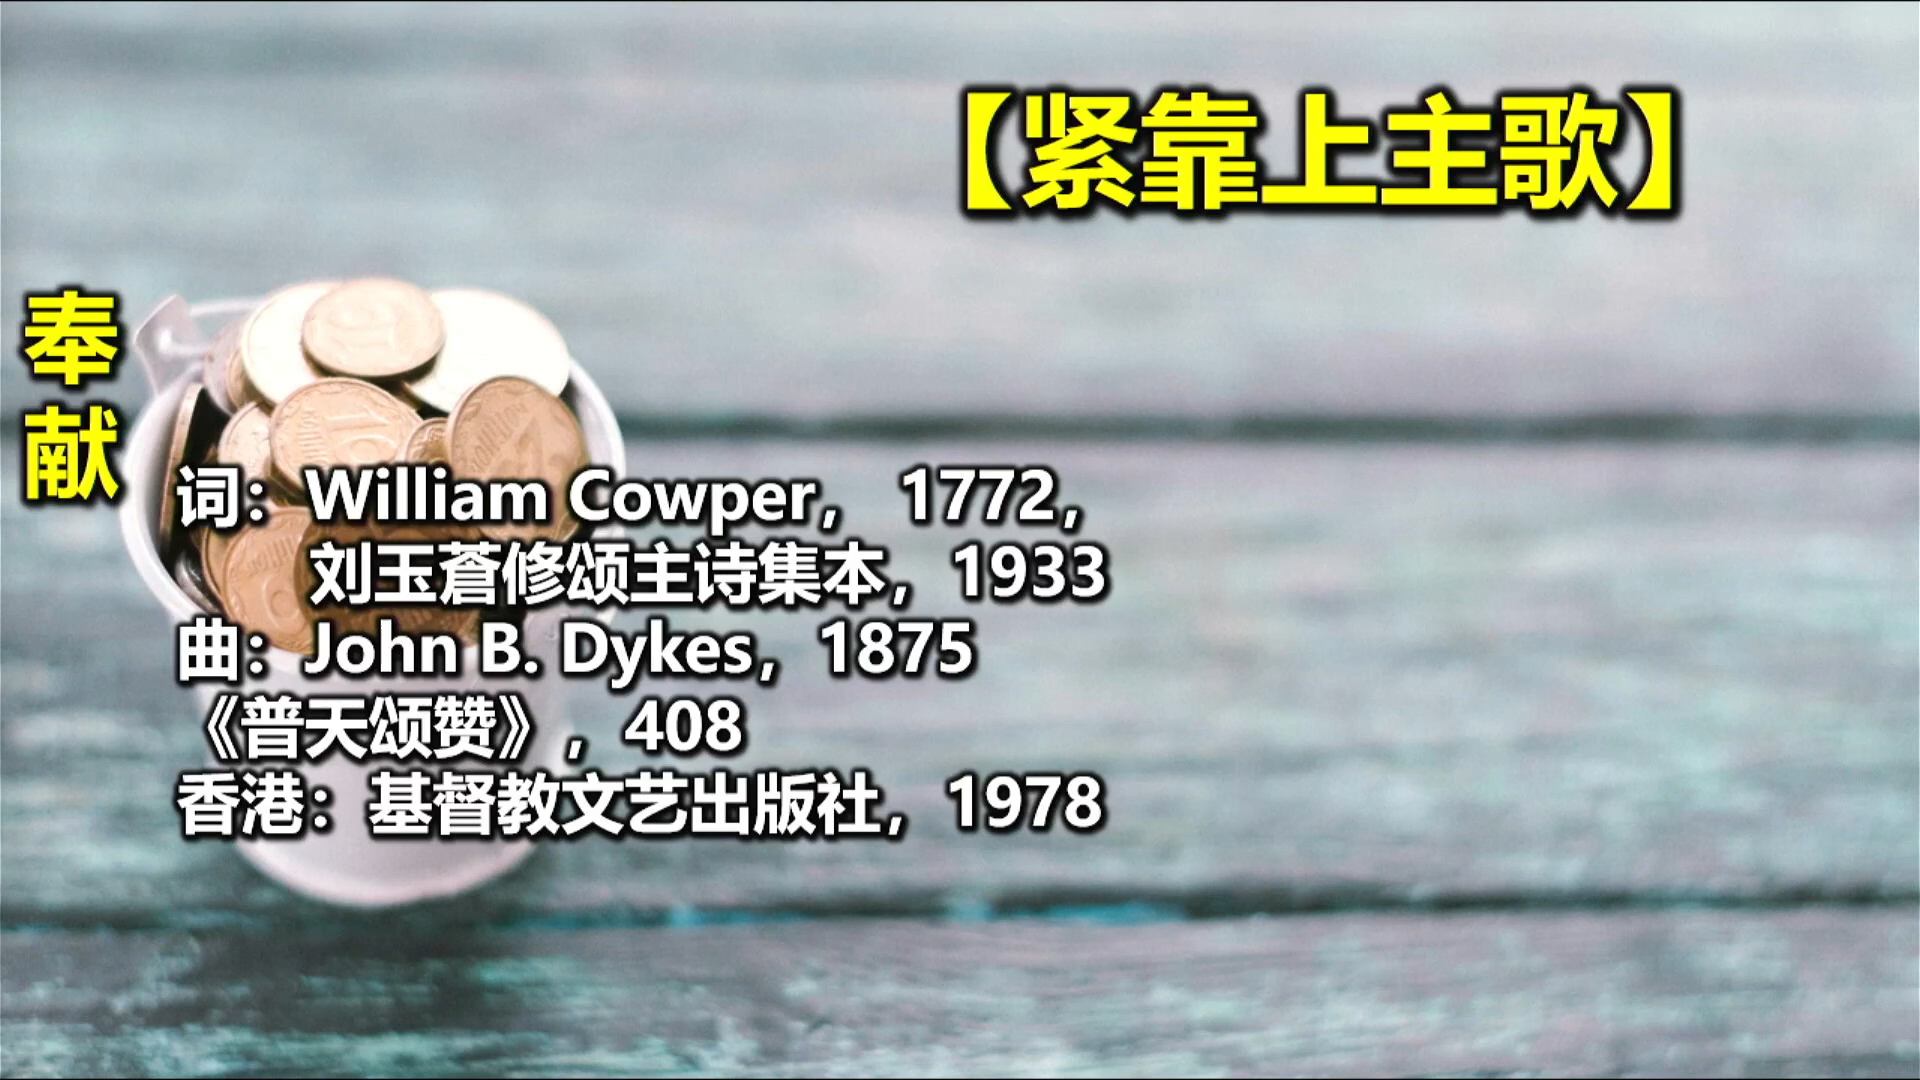 【紧靠上主歌】
奉献
词：William Cowper， 1772，
刘玉蒼修颂主诗集本，1933
曲：John B. Dykes，1875
《普天颂赞》，408
香港：基督教文艺出版社，1978